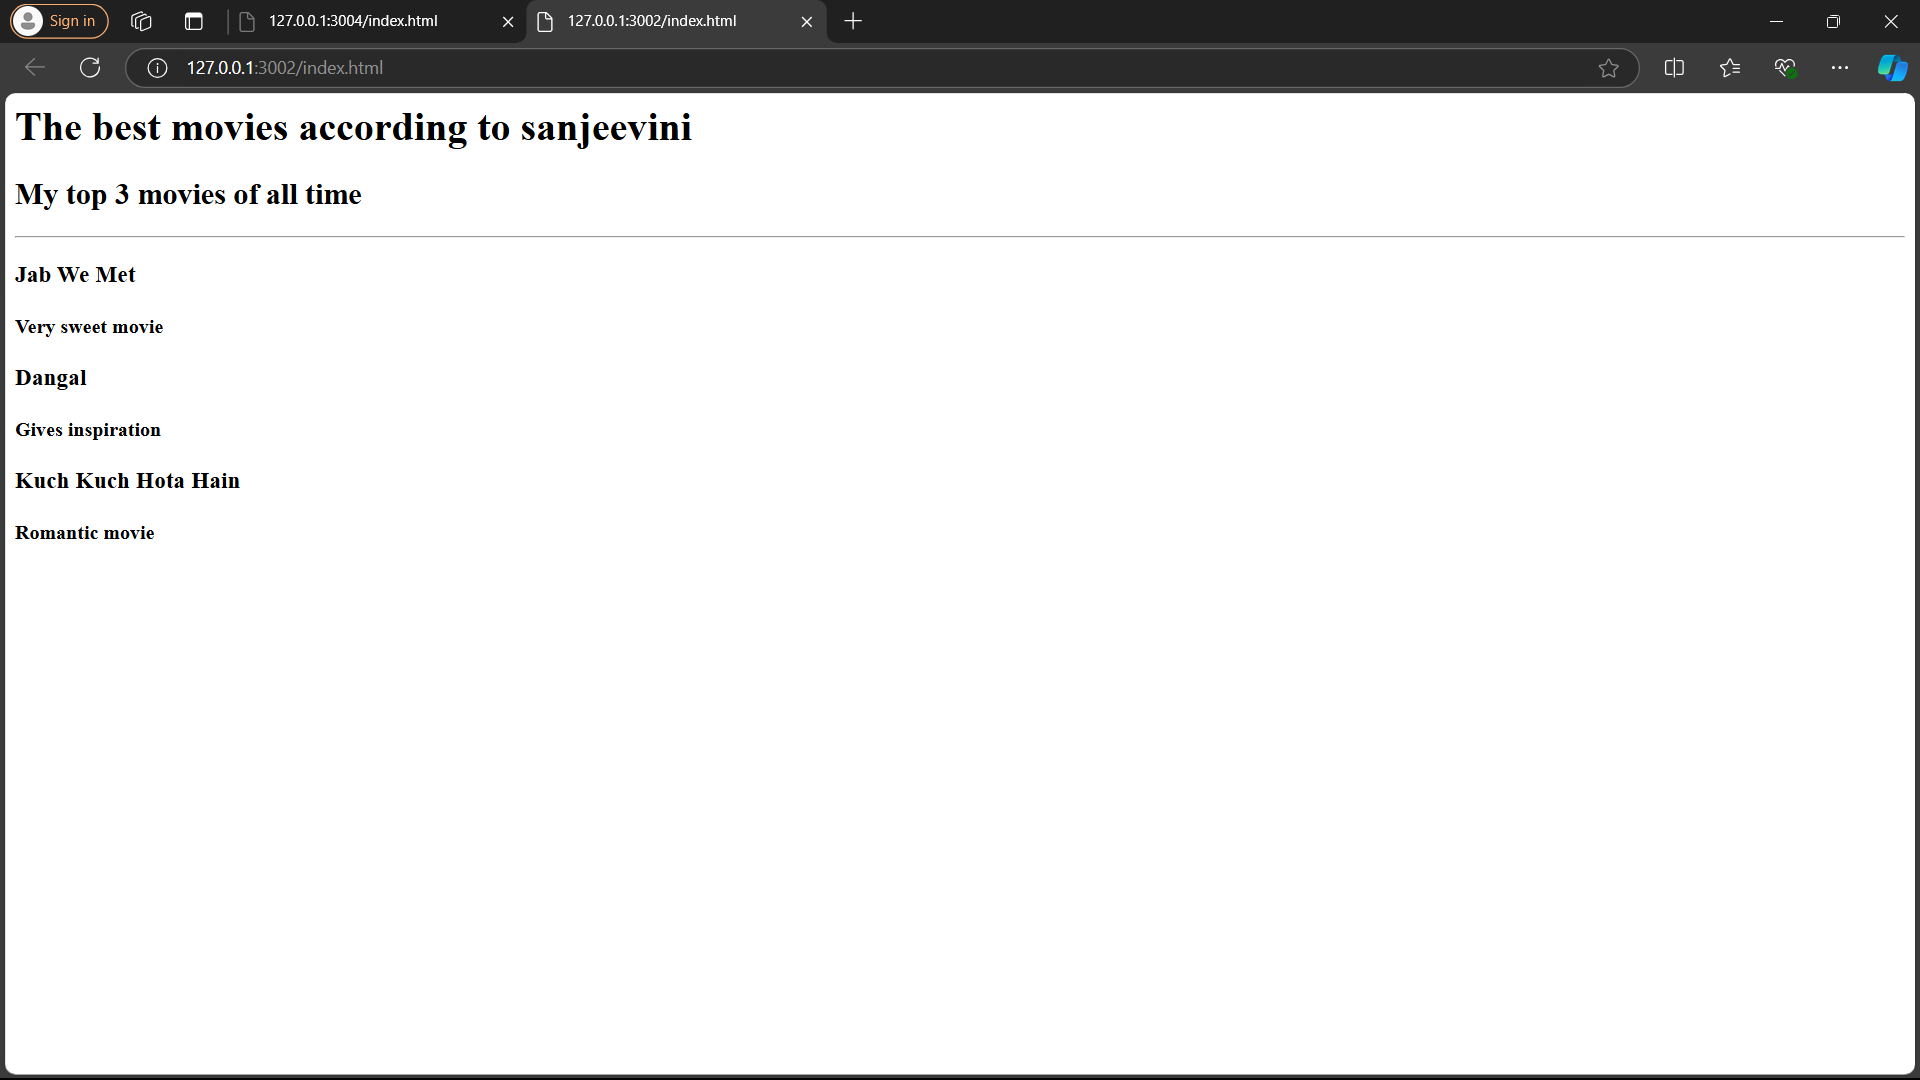 Sign in
127.0.0.1:3004/index.html
127.0.0.1:3002/index.html
127.0.0.1:3002/index.html
The best movies according to sanjeevini
My top 3 movies of all time
Jab We Met
Very sweet movie
Dangal
Gives inspiration
Kuch Kuch Hota Hain
Romantic movie